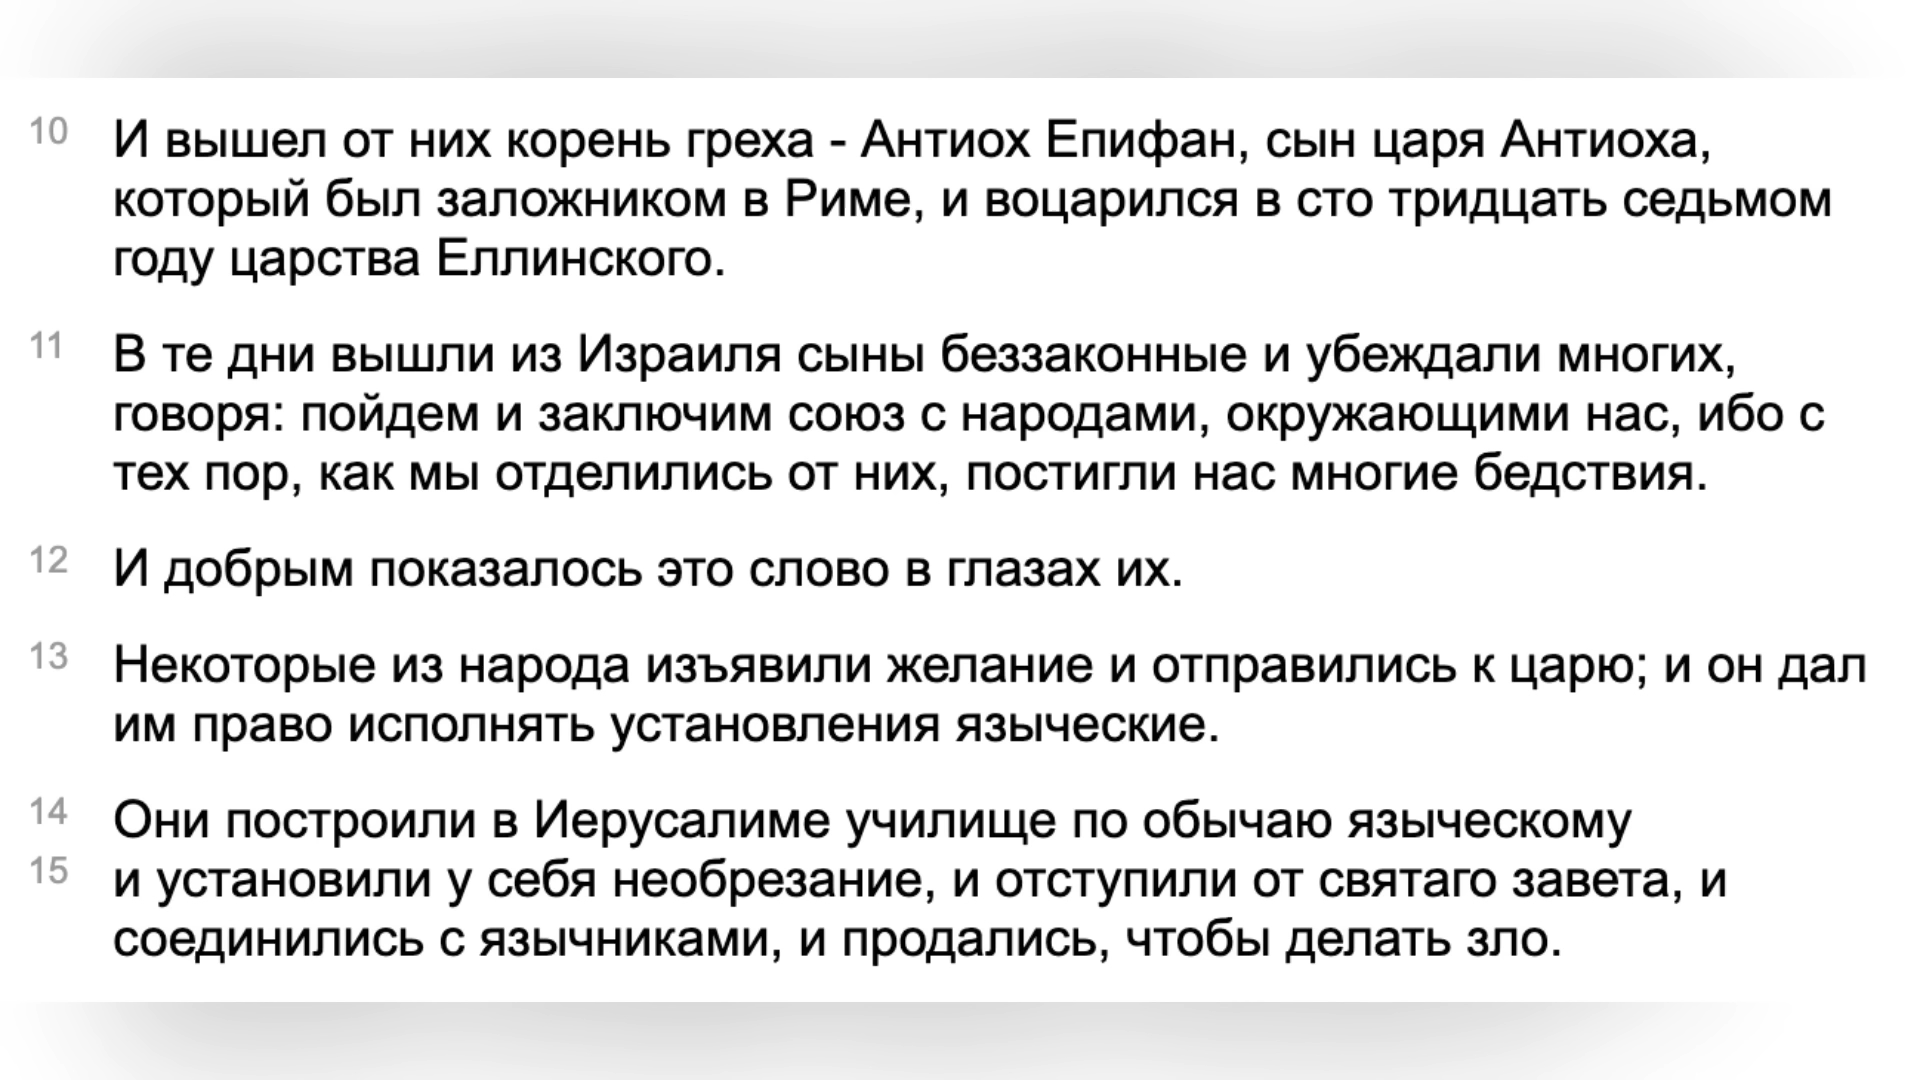 10 И вышел от них корень греха - Антиох Епифан, сын царя Антиоха,
который был заложником в Риме, и воцарился в сто тридцать седьмом
году царства Еллинского.
11 В те дни вышли из Израиля сыны беззаконные и убеждали многих,
говоря: пойдем и заключим союз с народами, окружающими нас, ибо с
тех пор, как мы отделились от них, постигли нас многие бедствия.
12 И добрым показалось это слово в глазах их.
13 Некоторые из народа изъявили желание и отправились к царю; и он дал
им право исполнять установления языческие.
14 Они построили в Иерусалиме училище по обычаю языческому
15 и установили у себя необрезание, и отступили от святаго завета, и
соединились с язычниками, и продались, чтобы делать зло.